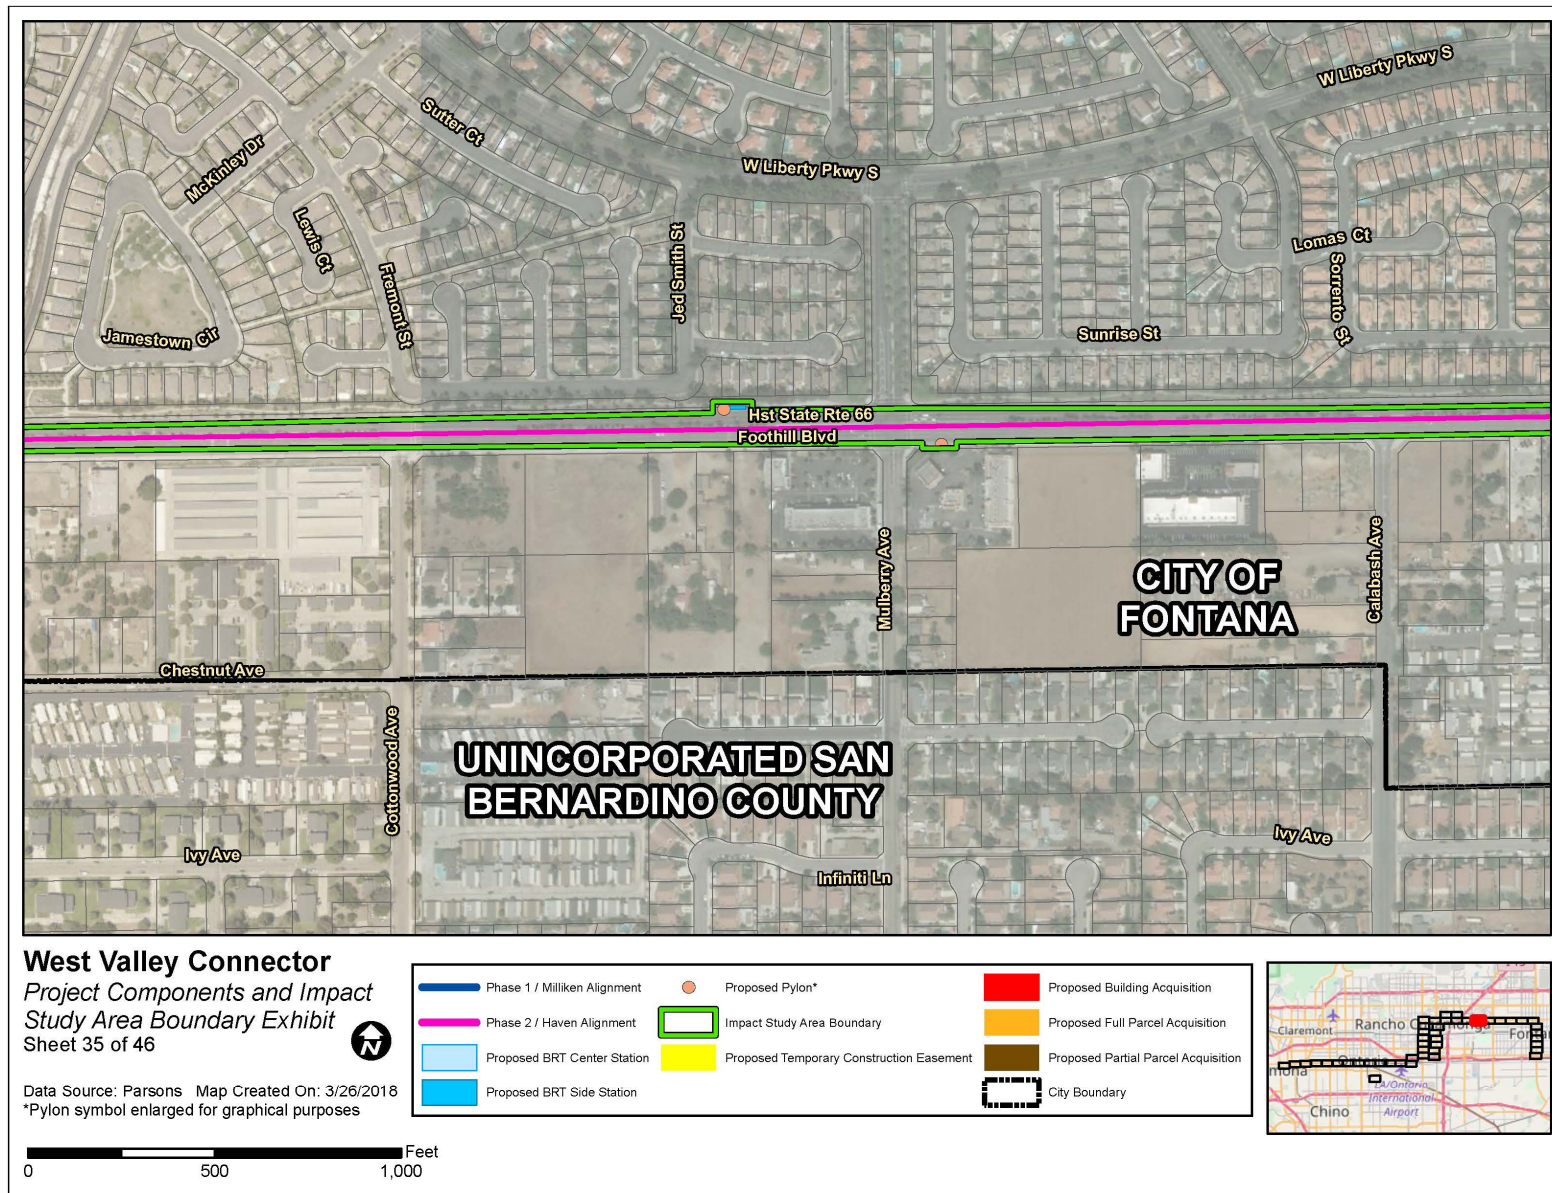 W Liberty Pkwy S
Sutter Ct
McKinley Dr
W Liberty Pkwy S
Lewis Ct
Jed Smith St
Lomas Ct
Fremont St
Sorrento St
Jamestown Cir
Sunrise St
Hst State Rte 66
Foothill Blvd
Mulberry Ave
Calabash Ave
CITY OF
FONTANA
Chestnut Ave
Cottonwood Ave
UNINCORPORATED SAN
BERNARDINO COUNTY
Ivy Ave
Ivy Ave
Infiniti Ln
West Valley Connector
Project Components and Impact
Study Area Boundary Exhibit
Sheet 35 of 46
N
Data Source: Parsons Map Created On: 3/26/2018
*Pylon symbol enlarged for graphical purposes
Feet
0 500 1,000
Phase 1 / Milliken Alignment
Phase 2 / Haven Alignment
Proposed BRT Center Station
Proposed BRT Side Station
Proposed Pylon*
Impact Study Area Boundary
Proposed Temporary Construction Easement
Proposed Building Acquisition
Proposed Full Parcel Acquisition
Proposed Partial Parcel Acquisition
City Boundary
Claremont
Rancho
Ontario
LA/Ontario
International
Airport
Chino